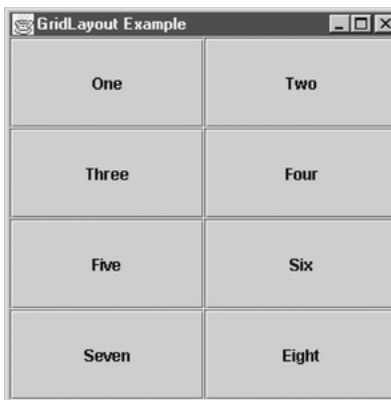 GridLayout Example
One Two
Three Four
Five Six
Seven Eight